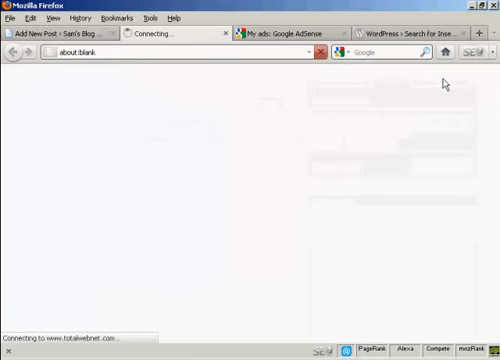 Mozilla Firefox
File Edit View History Bookmarks Tools Help
Add New Post < Sam's Blog ... Connecting... My ads: Google AdSense WordPress › Search for Inse...
about:blank Google SEO
Connecting to www.totalwebnet.com...
SEO PageRank Alexa Compete mozRank